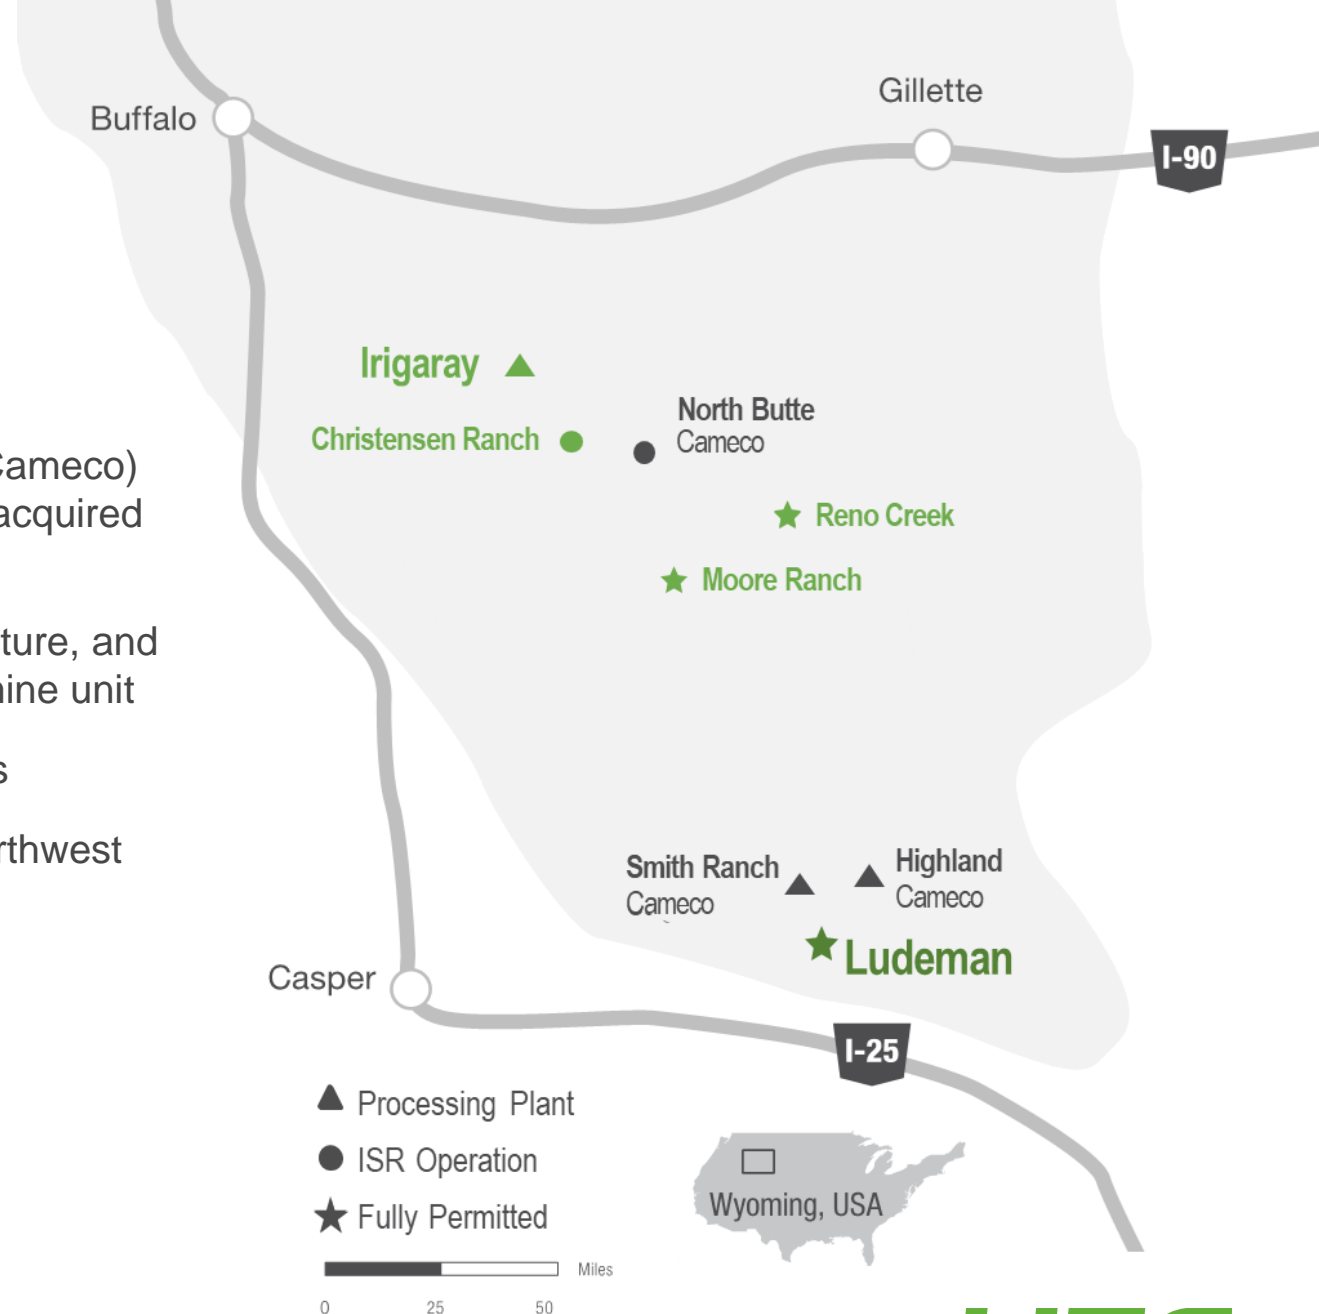 Buffalo
Gillette
I-90
Irigaray
Christensen Ranch
North Butte
Cameco
Cameco)
acquired
Reno Creek
Moore Ranch
ture, and
unit
rthwest
Smith Ranch
Cameco
Highland
Cameco
Ludeman
Casper
I-25
Processing Plant
ISR Operation
Fully Permitted
Wyoming, USA
Miles
0 25 50